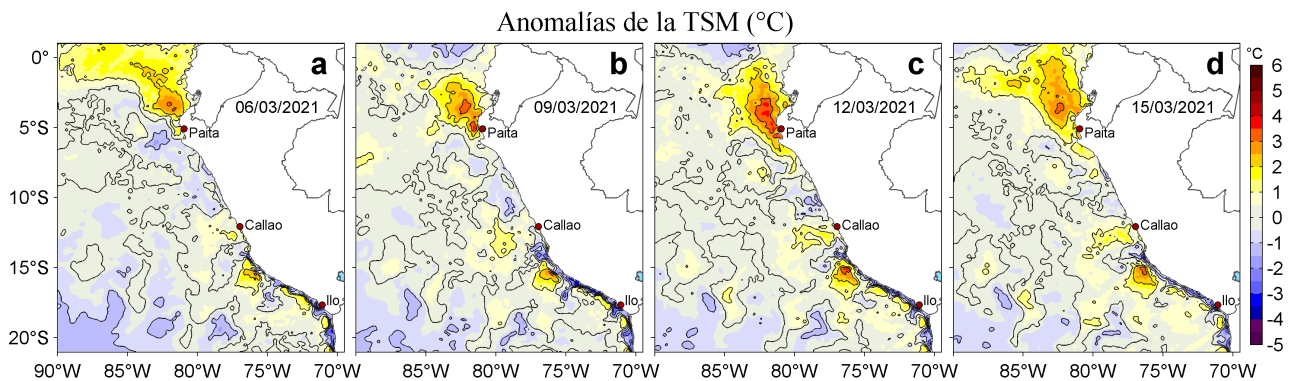 Anomalías de la TSM (°C)
a b c d
06/03/2021 09/03/2021 12/03/2021 15/03/2021
Paita Paita Paita Paita
Callao Callao Callao Callao
Ilo Ilo Ilo Ilo
0°
5°S
10°S
15°S
20°S
90°W 85°W 80°W 75°W 70°W 85°W 80°W 75°W 70°W 85°W 80°W 75°W 70°W 85°W 80°W 75°W 70°W
°C
6
5
4
3
2
1
0
-1
-2
-3
-4
-5